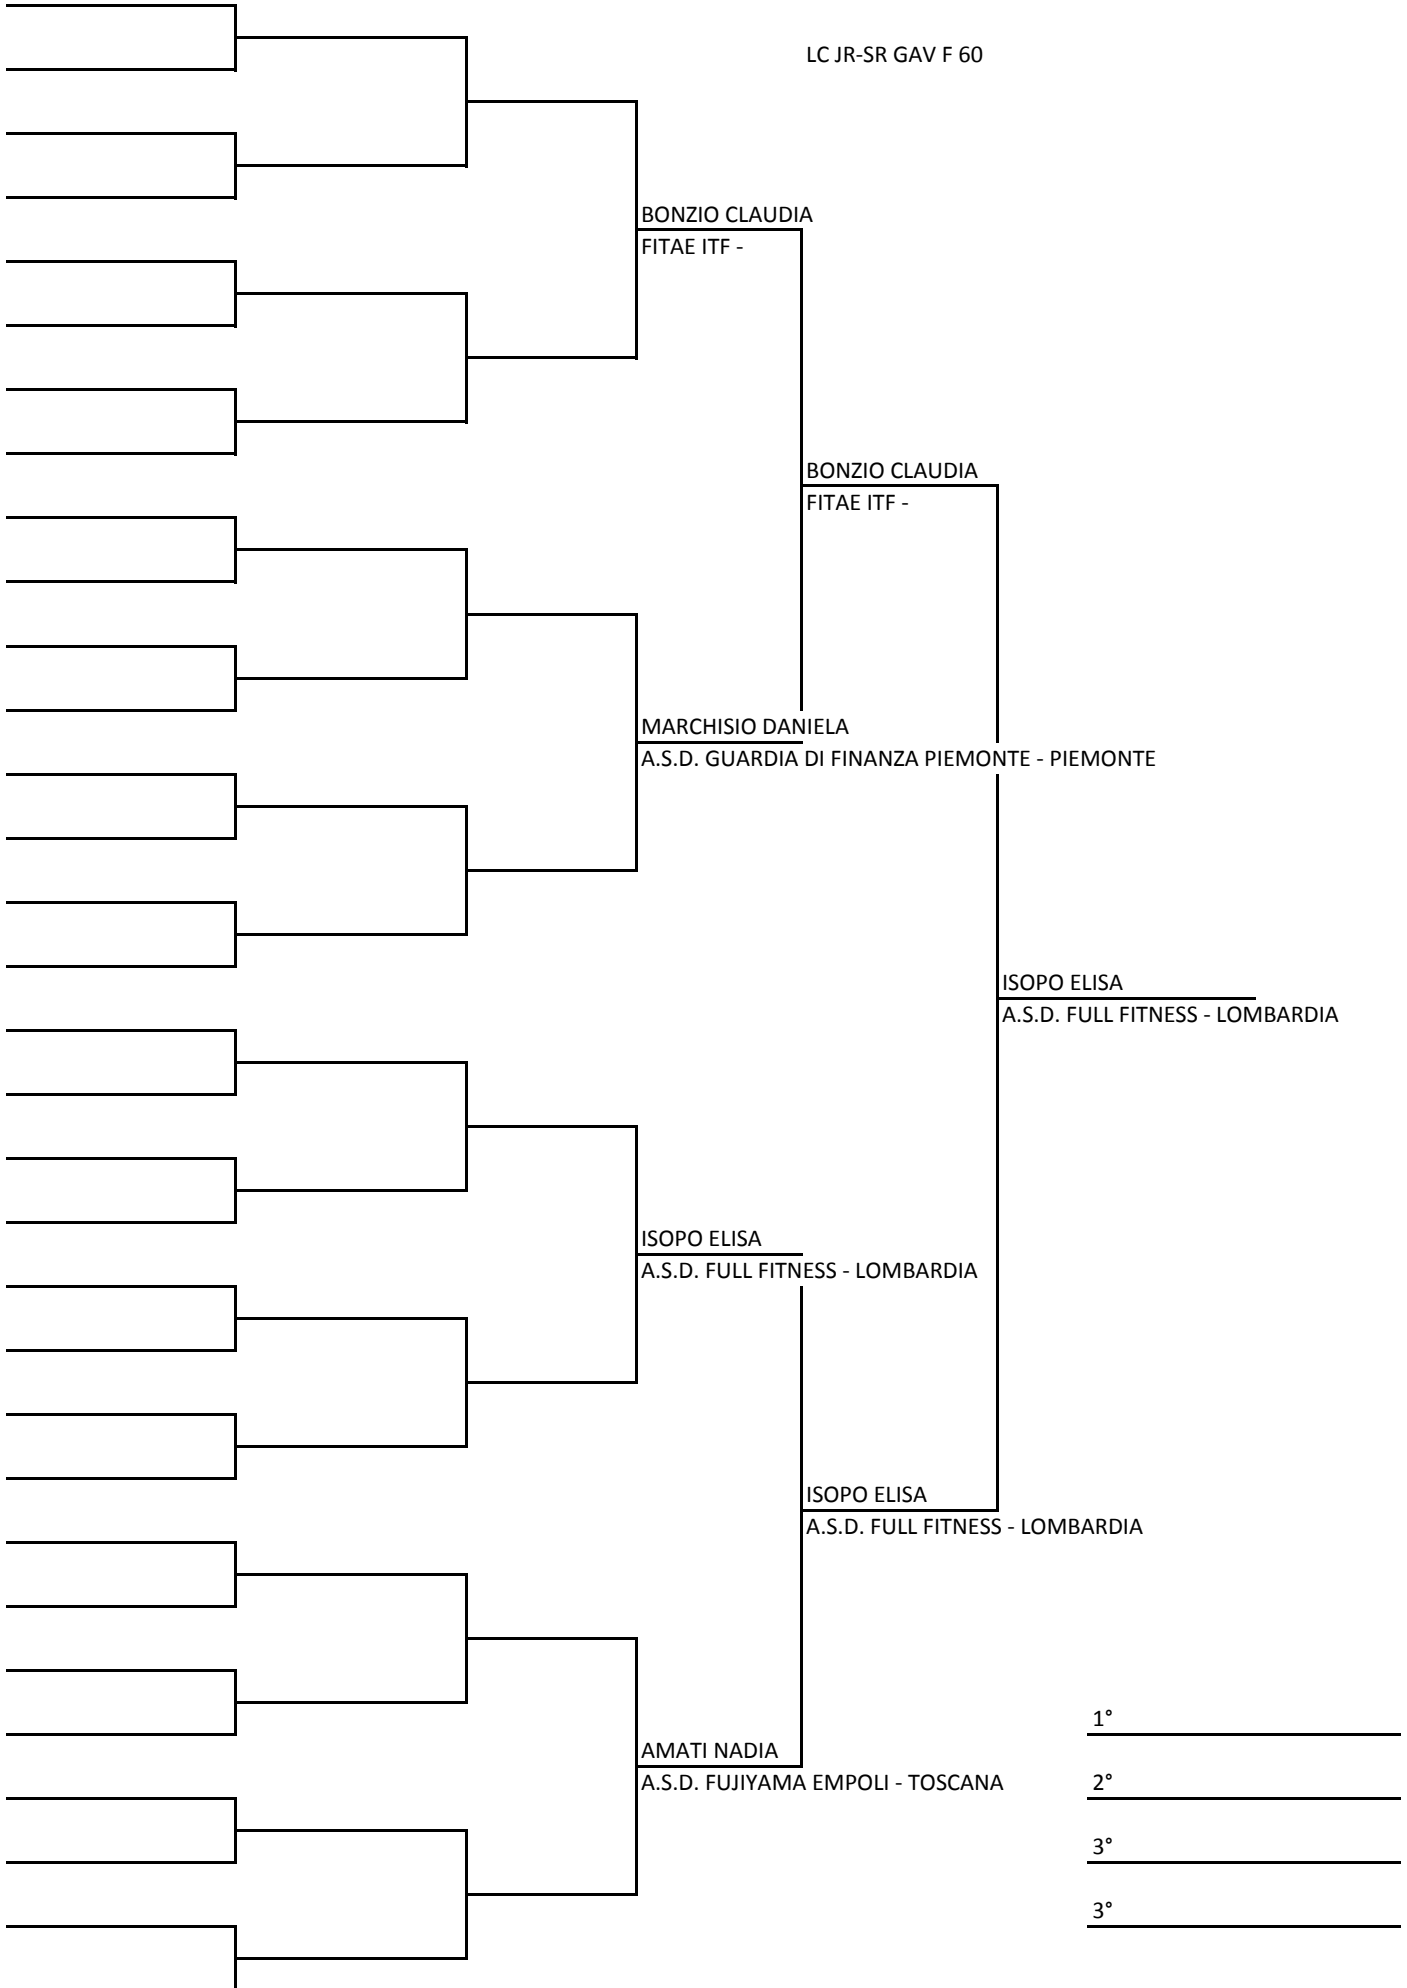 LC JR-SR GAV F 60
BONZIO CLAUDIA
FITAE ITF -
BONZIO CLAUDIA
FITAE ITF -
MARCHISIO DANIELA
A.S.D. GUARDIA DI FINANZA PIEMONTE - PIEMONTE
ISOPO ELISA
A.S.D. FULL FITNESS - LOMBARDIA
ISOPO ELISA
A.S.D. FULL FITNESS - LOMBARDIA
ISOPO ELISA
A.S.D. FULL FITNESS - LOMBARDIA
1°
AMATI NADIA
A.S.D. FUJIYAMA EMPOLI - TOSCANA
2°
3°
3°